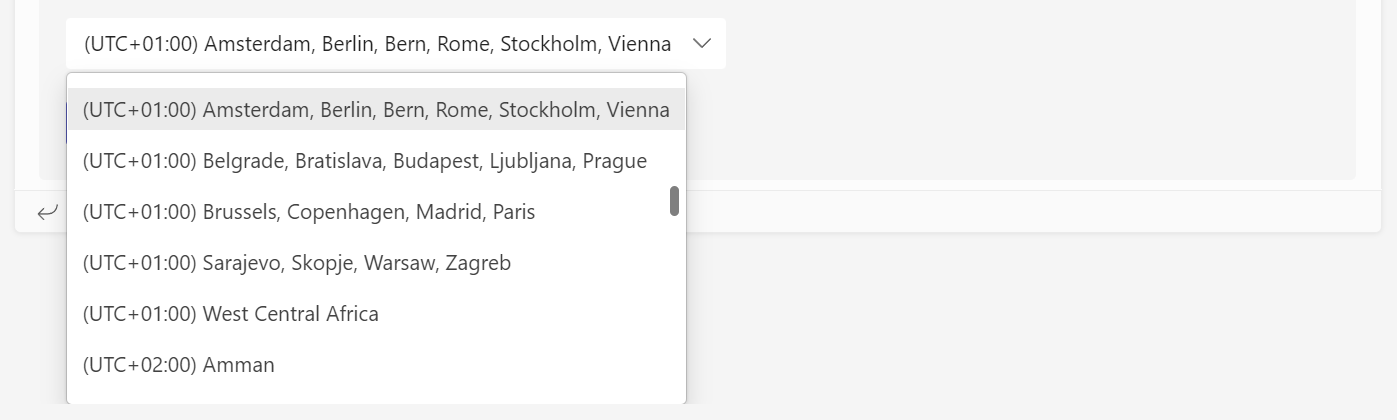 (UTC+01:00) Amsterdam, Berlin, Bern, Rome, Stockholm, Vienna
(UTC+01:00) Amsterdam, Berlin, Bern, Rome, Stockholm, Vienna
(UTC+01:00) Belgrade, Bratislava, Budapest, Ljubljana, Prague
(UTC+01:00) Brussels, Copenhagen, Madrid, Paris
(UTC+01:00) Sarajevo, Skopje, Warsaw, Zagreb
(UTC+01:00) West Central Africa
(UTC+02:00) Amman